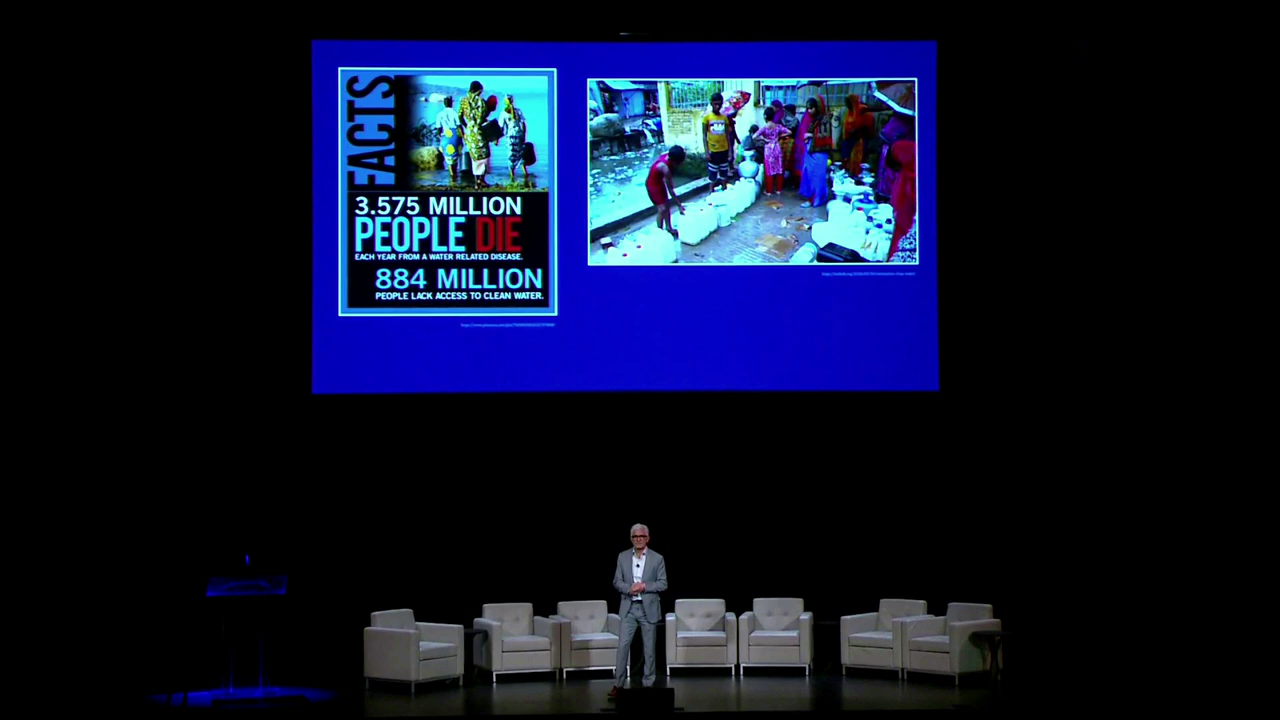 FACTS
3.575 MILLION
PEOPLE DIE
EACH YEAR FROM A WATER RELATED DISEASE.
884 MILLION
PEOPLE LACK ACCESS TO CLEAN WATER.